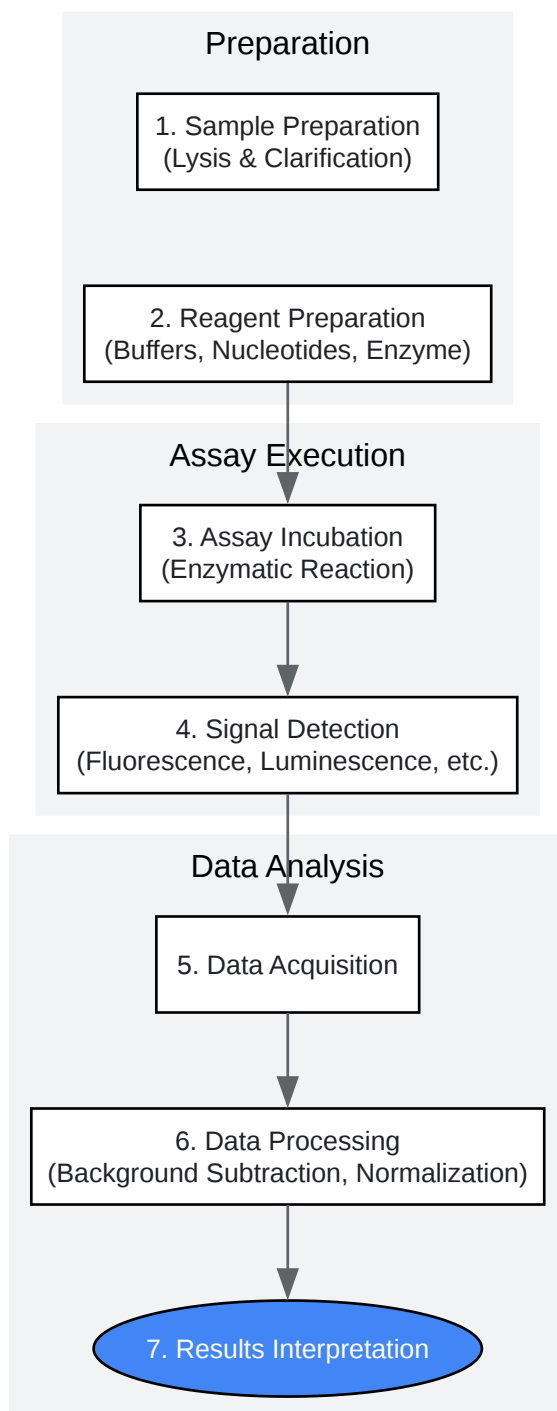 Preparation
1. Sample Preparation
(Lysis & Clarification)
2. Reagent Preparation
(Buffers, Nucleotides, Enzyme)
Assay Execution
3. Assay Incubation
(Enzymatic Reaction)
4. Signal Detection
(Fluorescence, Luminescence, etc.)
Data Analysis
5. Data Acquisition
6. Data Processing
(Background Subtraction, Normalization)
7. Results Interpretation